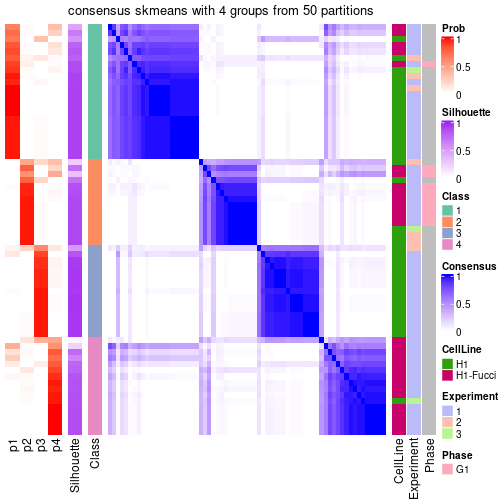 consensus skmeans with 4 groups from 50 partitions
Prob
1
0.5
0
Silhouette
1
0.5
0
Class
1
2
3
4
Consensus
1
0.5
0
CellLine
H1
H1-Fucci
Experiment
1
2
3
Phase
G1
p1
p2
p3
p4
Silhouette
Class
CellLine
Experiment
Phase